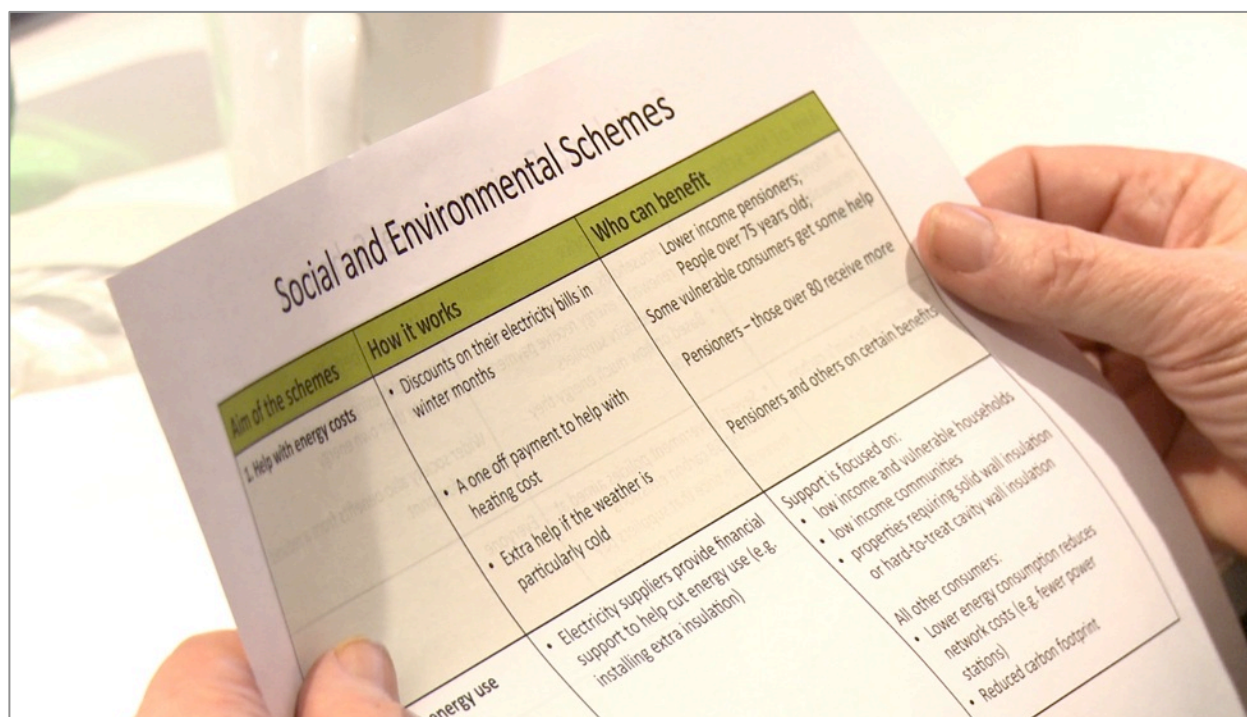 Social and Environmental Schemes
Aim of the schemes
How it works
Who can benefit
1. Help with energy costs
• Discounts on their electricity bills in
winter months
• A one off payment to help with
heating cost
• Extra help if the weather is
particularly cold
Lower income pensioners;
People over 75 years old;
Some vulnerable consumers get some help
Pensioners – those over 80 receive more
Pensioners and others on certain benefits
energy use
• Electricity suppliers provide financial
support to help cut energy use (e.g.
installing extra insulation)
Support is focused on:
• low income and vulnerable households
• low income communities
• properties requiring solid wall insulation
or hard-to-treat cavity wall insulation
All other consumers:
• Lower energy consumption reduces
network costs (e.g. fewer power
stations)
• Reduced carbon footprint